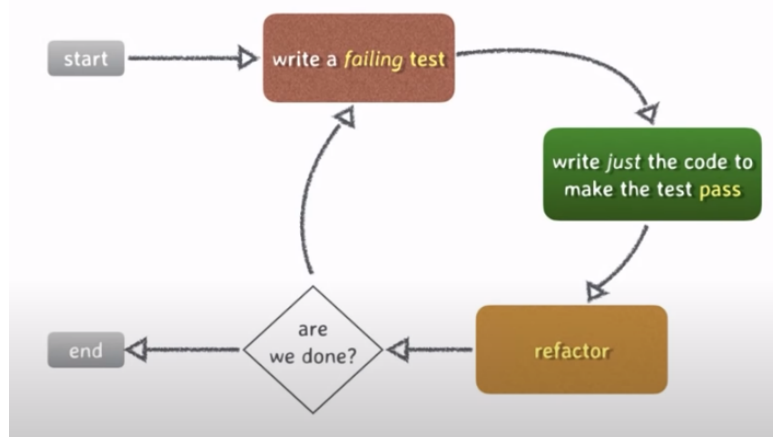 start
write a failing test
write just the code to
make the test pass
refactor
are
we done?
end